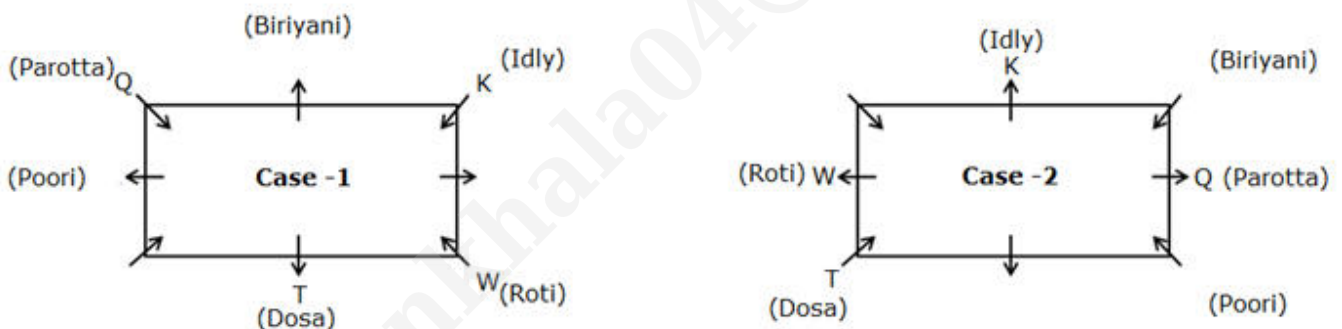 (Biriyani)
(Parotta) Q
K (Idly)
(Poori)
Case -1
T
(Dosa)
W (Roti)
(Idly)
K
(Biriyani)
(Roti) W
Case -2
Q (Parotta)
T
(Dosa)
(Poori)